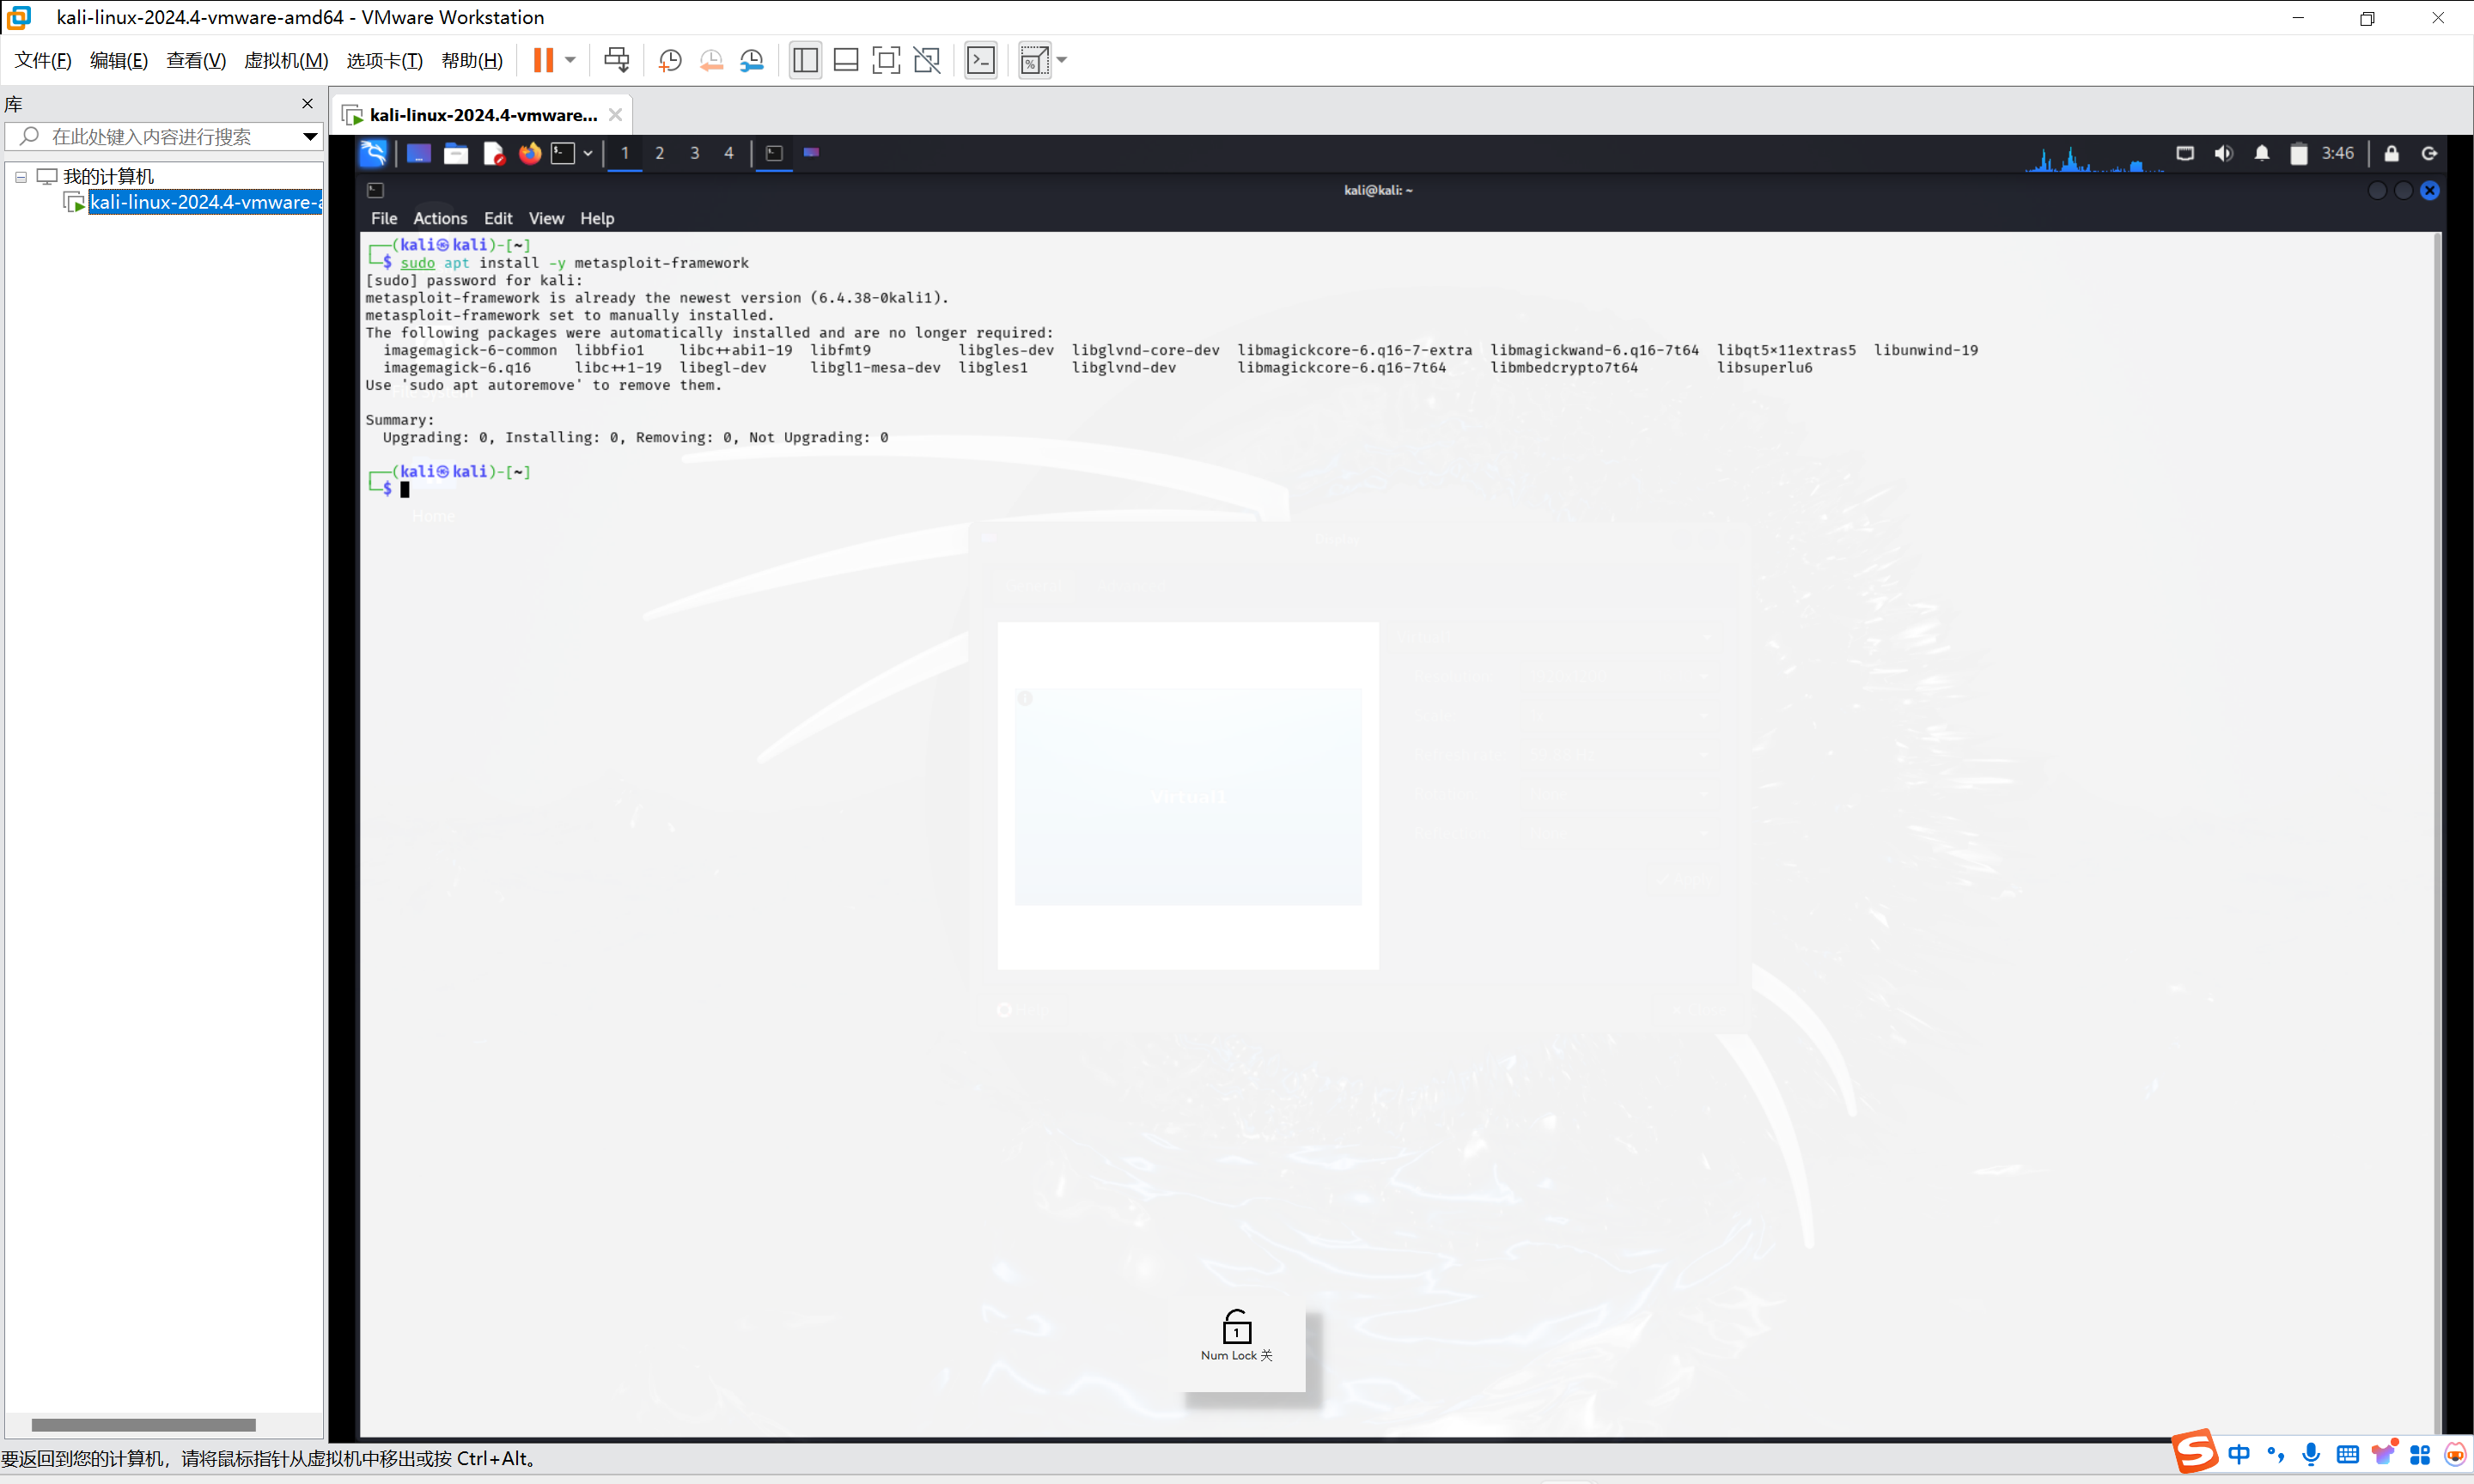 kali-linux-2024.4-vmware-amd64 - VMware Workstation
文件(F) 编辑(E) 查看(V) 虚拟机(M) 选项卡(T) 帮助(H)
库
kali-linux-2024.4-vmware...
在此处键入内容进行搜索
1 2 3 4 3:46
我的计算机
kali-linux-2024.4-vmware-a
kali@kali: ~
File Actions Edit View Help
┌──(kali㉿kali)-[~]
└─$ sudo apt install -y metasploit-framework
[sudo] password for kali:
metasploit-framework is already the newest version (6.4.38-0kali1).
metasploit-framework set to manually installed.
The following packages were automatically installed and are no longer required:
imagemagick-6-common libbfio1 libc++abi1-19 libfmt9 libgles-dev libglvnd-core-dev libmagickcore-6.q16-7-extra libmagickwand-6.q16-7t64 libqt5×11extras5 libunwind-19
imagemagick-6.q16 libc++1-19 libegl-dev libgl1-mesa-dev libgles1 libglvnd-dev libmagickcore-6.q16-7t64 libmbedcrypto7t64 libsuperlu6
Use 'sudo apt autoremove' to remove them.
File System
Summary:
Upgrading: 0, Installing: 0, Removing: 0, Not Upgrading: 0
┌──(kali㉿kali)-[~]
└─$
Home
Virtual1
1
Num Lock 关
要返回到您的计算机，请将鼠标指针从虚拟机中移出或按 Ctrl+Alt。
中